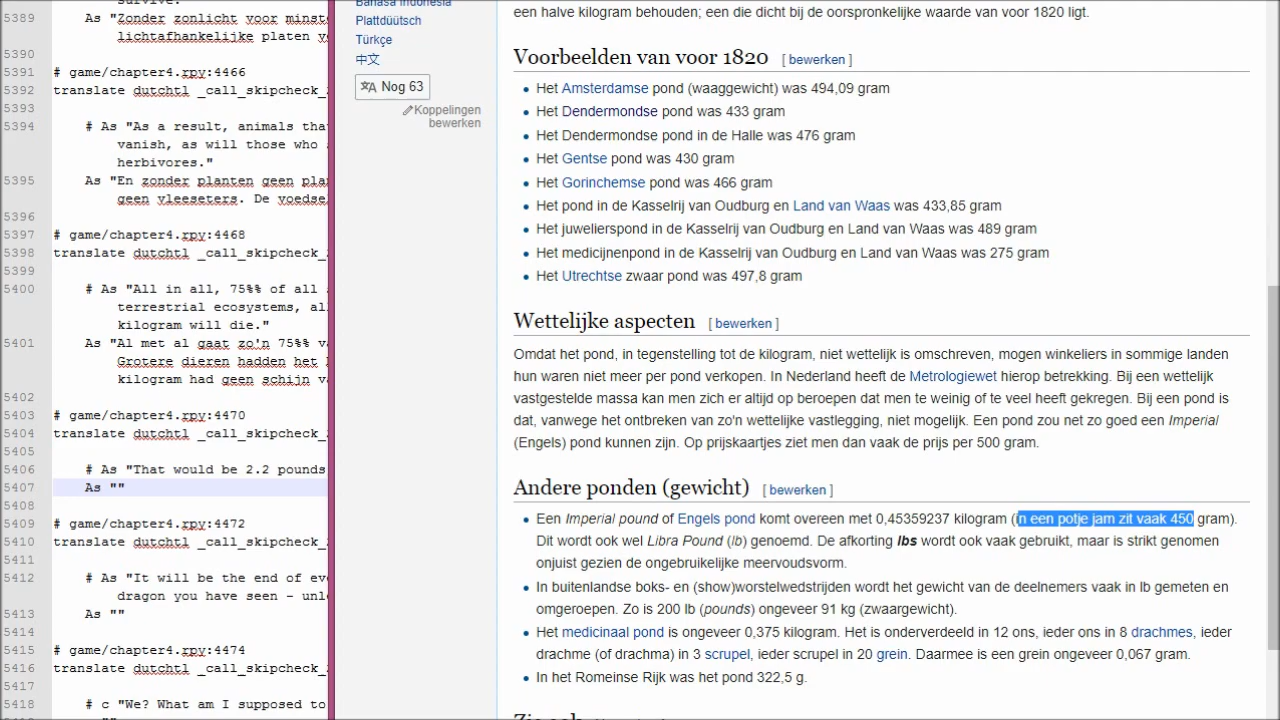 survive.
5389 As "Zonder zonlicht voor minst
lichtafhankelijke platen v
5390
5391 # game/chapter4.rpy:4466
5392 translate dutchtl _call_skipcheck_
5393
5394 # As "As a result, animals tha
vanish, as will those who
herbivores."
5395 As "En zonder planten geen pla
geen vleeseters. De voedse
5396
5397 # game/chapter4.rpy:4468
5398 translate dutchtl _call_skipcheck_
5399
5400 # As "All in all, 75%% of all
terrestrial ecosystems, al
kilogram will die."
5401 As "Al met al gaat zo'n 75%% v
Grotere dieren hadden het
kilogram had geen schijn v
5402
5403 # game/chapter4.rpy:4470
5404 translate dutchtl _call_skipcheck_
5405
5406 # As "That would be 2.2 pounds
5407 As ""
5408
5409 # game/chapter4.rpy:4472
5410 translate dutchtl _call_skipcheck_
5411
5412 # As "It will be the end of ev
dragon you have seen – unl
5413 As ""
5414
5415 # game/chapter4.rpy:4474
5416 translate dutchtl _call_skipcheck_
5417
5418 # c "We? What am I supposed to
Bahasa Indonesia
Plattdüütsch
Türkçe
中文
Nog 63
Koppelingen
bewerken
een halve kilogram behouden; een die dicht bij de oorspronkelijke waarde van voor 1820 ligt.
Voorbeelden van voor 1820 [ bewerken ]
Het Amsterdamse pond (waaggewicht) was 494,09 gram
Het Dendermondse pond was 433 gram
Het Dendermondse pond in de Halle was 476 gram
Het Gentse pond was 430 gram
Het Gorinchemse pond was 466 gram
Het pond in de Kasselrij van Oudburg en Land van Waas was 433,85 gram
Het juwelierspond in de Kasselrij van Oudburg en Land van Waas was 489 gram
Het medicijnenpond in de Kasselrij van Oudburg en Land van Waas was 275 gram
Het Utrechtse zwaar pond was 497,8 gram
Wettelijke aspecten [ bewerken ]
Omdat het pond, in tegenstelling tot de kilogram, niet wettelijk is omschreven, mogen winkeliers in sommige landen
hun waren niet meer per pond verkopen. In Nederland heeft de Metrologiewet hierop betrekking. Bij een wettelijk
vastgestelde massa kan men zich er altijd op beroepen dat men te weinig of te veel heeft gekregen. Bij een pond is
dat, vanwege het ontbreken van zo'n wettelijke vastlegging, niet mogelijk. Een pond zou net zo goed een Imperial
(Engels) pond kunnen zijn. Op prijskaartjes ziet men dan vaak de prijs per 500 gram.
Andere ponden (gewicht) [ bewerken ]
Een Imperial pound of Engels pond komt overeen met 0,45359237 kilogram (in een potje jam zit vaak 450 gram).
Dit wordt ook wel Libra Pound (lb) genoemd. De afkorting lbs wordt ook vaak gebruikt, maar is strikt genomen
onjuist gezien de ongebruikelijke meervoudsvorm.
In buitenlandse boks- en (show)worstelwedstrijden wordt het gewicht van de deelnemers vaak in lb gemeten en
omgeroepen. Zo is 200 lb (pounds) ongeveer 91 kg (zwaargewicht).
Het medicinaal pond is ongeveer 0,375 kilogram. Het is onderverdeeld in 12 ons, ieder ons in 8 drachmes, ieder
drachme (of drachma) in 3 scrupel, ieder scrupel in 20 grein. Daarmee is een grein ongeveer 0,067 gram.
In het Romeinse Rijk was het pond 322,5 g.